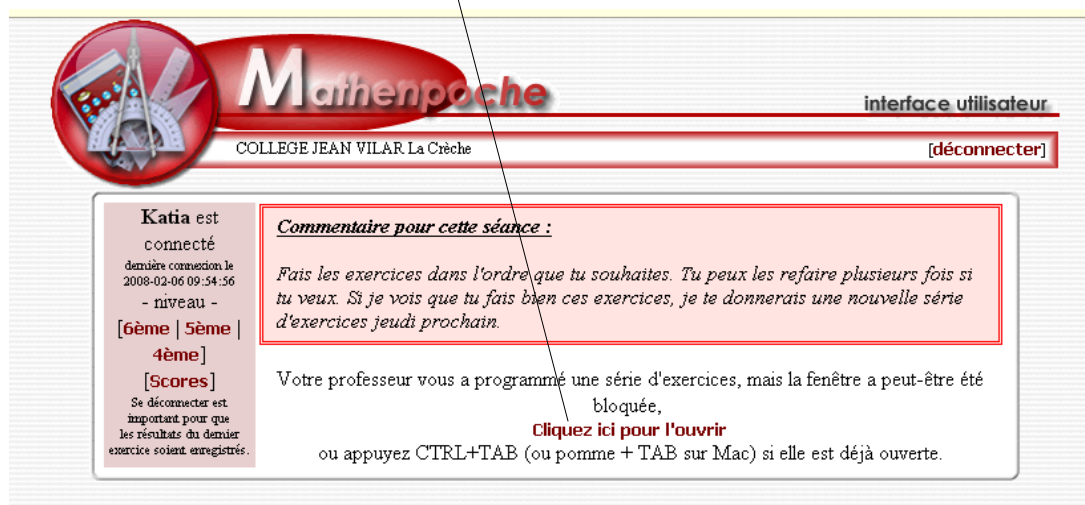 Mathenpoche
interface utilisateur
COLLEGE JEAN VILAR La Crèche
[déconnecter]
Katia est
connecté
dernière connexion le
2008-02-06 09:54:56
- niveau -
[6ème | 5ème |
4ème]
[Scores]
Se déconnecter est
important pour que
les résultats du dernier
exercice soient enregistrés.
Commentaire pour cette séance :
Fais les exercices dans l'ordre que tu souhaites. Tu peux les refaire plusieurs fois si
tu veux. Si je vois que tu fais bien ces exercices, je te donnerais une nouvelle série
d'exercices jeudi prochain.
Votre professeur vous a programmé une série d'exercices, mais la fenêtre a peut-être été
bloquée,
Cliquez ici pour l'ouvrir
ou appuyez CTRL+TAB (ou pomme + TAB sur Mac) si elle est déjà ouverte.